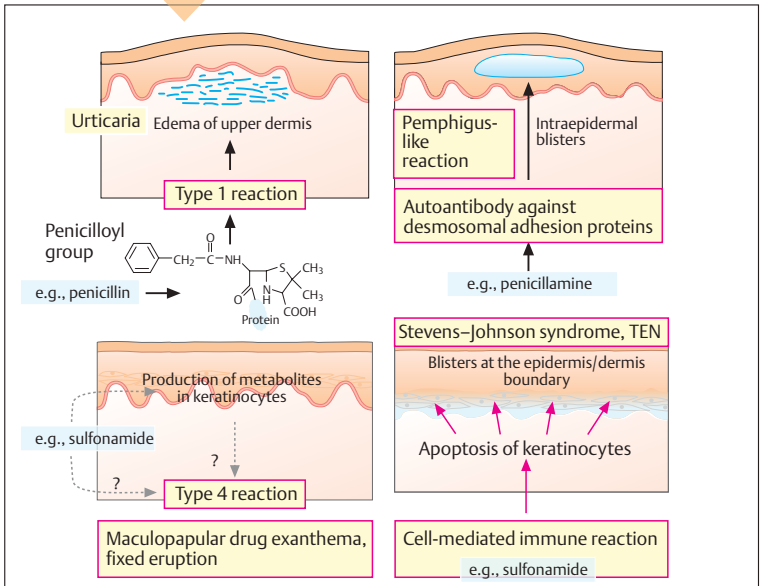 Urticaria
Edema of upper dermis
Type 1 reaction
Penicilloyl
group
O
CH2
C
NH
S
CH3
CH3
N
H
O
COOH
Protein
e.g., penicillin
Pemphigus-
like
reaction
Intraepidermal
blisters
Autoantibody against
desmosomal adhesion proteins
e.g., penicillamine
Production of metabolites
in keratinocytes
e.g., sulfonamide
?
?
Type 4 reaction
Maculopapular drug exanthema,
fixed eruption
Stevens–Johnson syndrome, TEN
Blisters at the epidermis/dermis
boundary
Apoptosis of keratinocytes
Cell-mediated immune reaction
e.g., sulfonamide